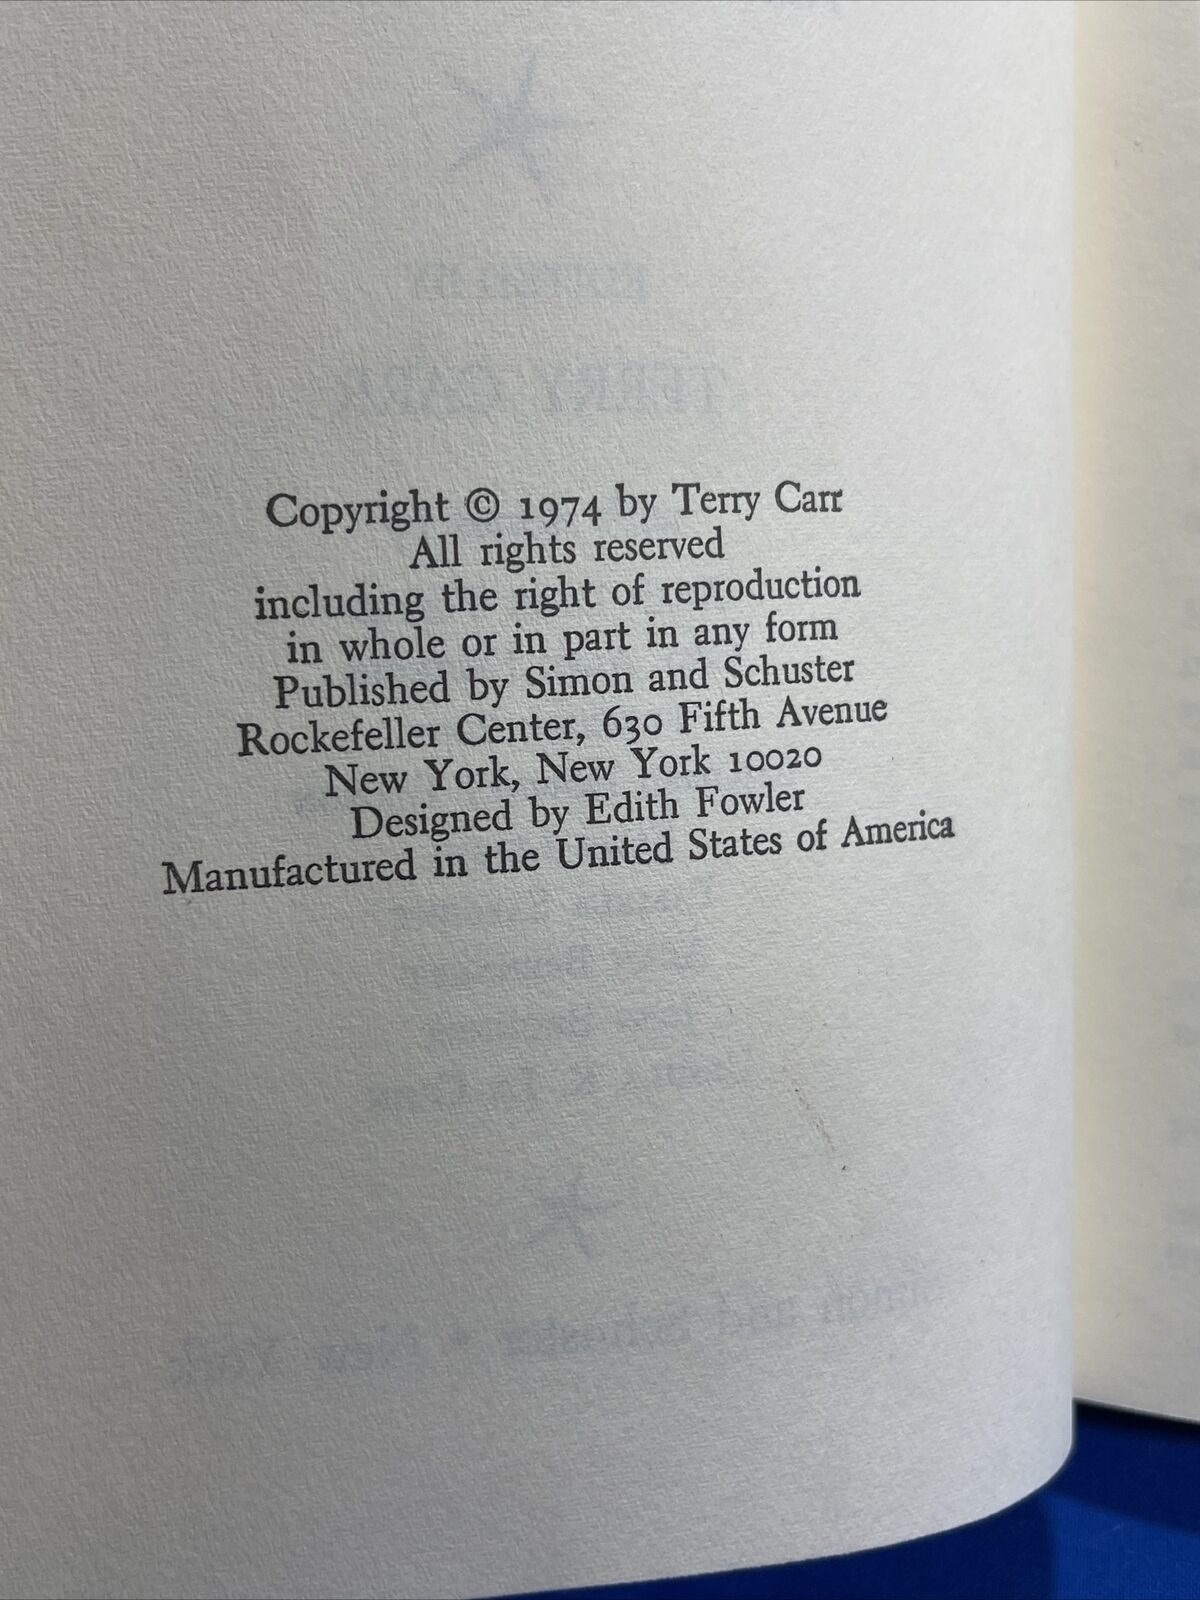 Copyright © 1974 by Terry Carr
All rights reserved
including the right of reproduction
in whole or in part in any form
Published by Simon and Schuster
Rockefeller Center, 630 Fifth Avenue
New York, New York 10020
Designed by Edith Fowler
Manufactured in the United States of America